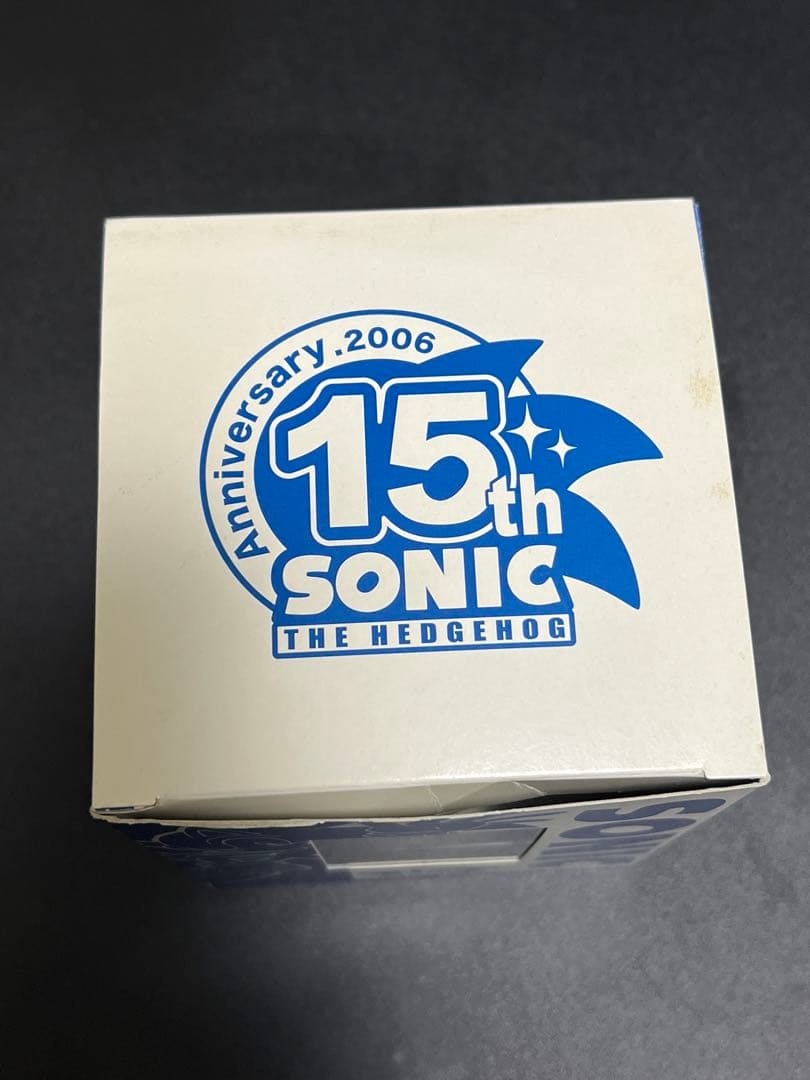 Anniversary.2006
15th
SONIC
THE HEDGEHOG